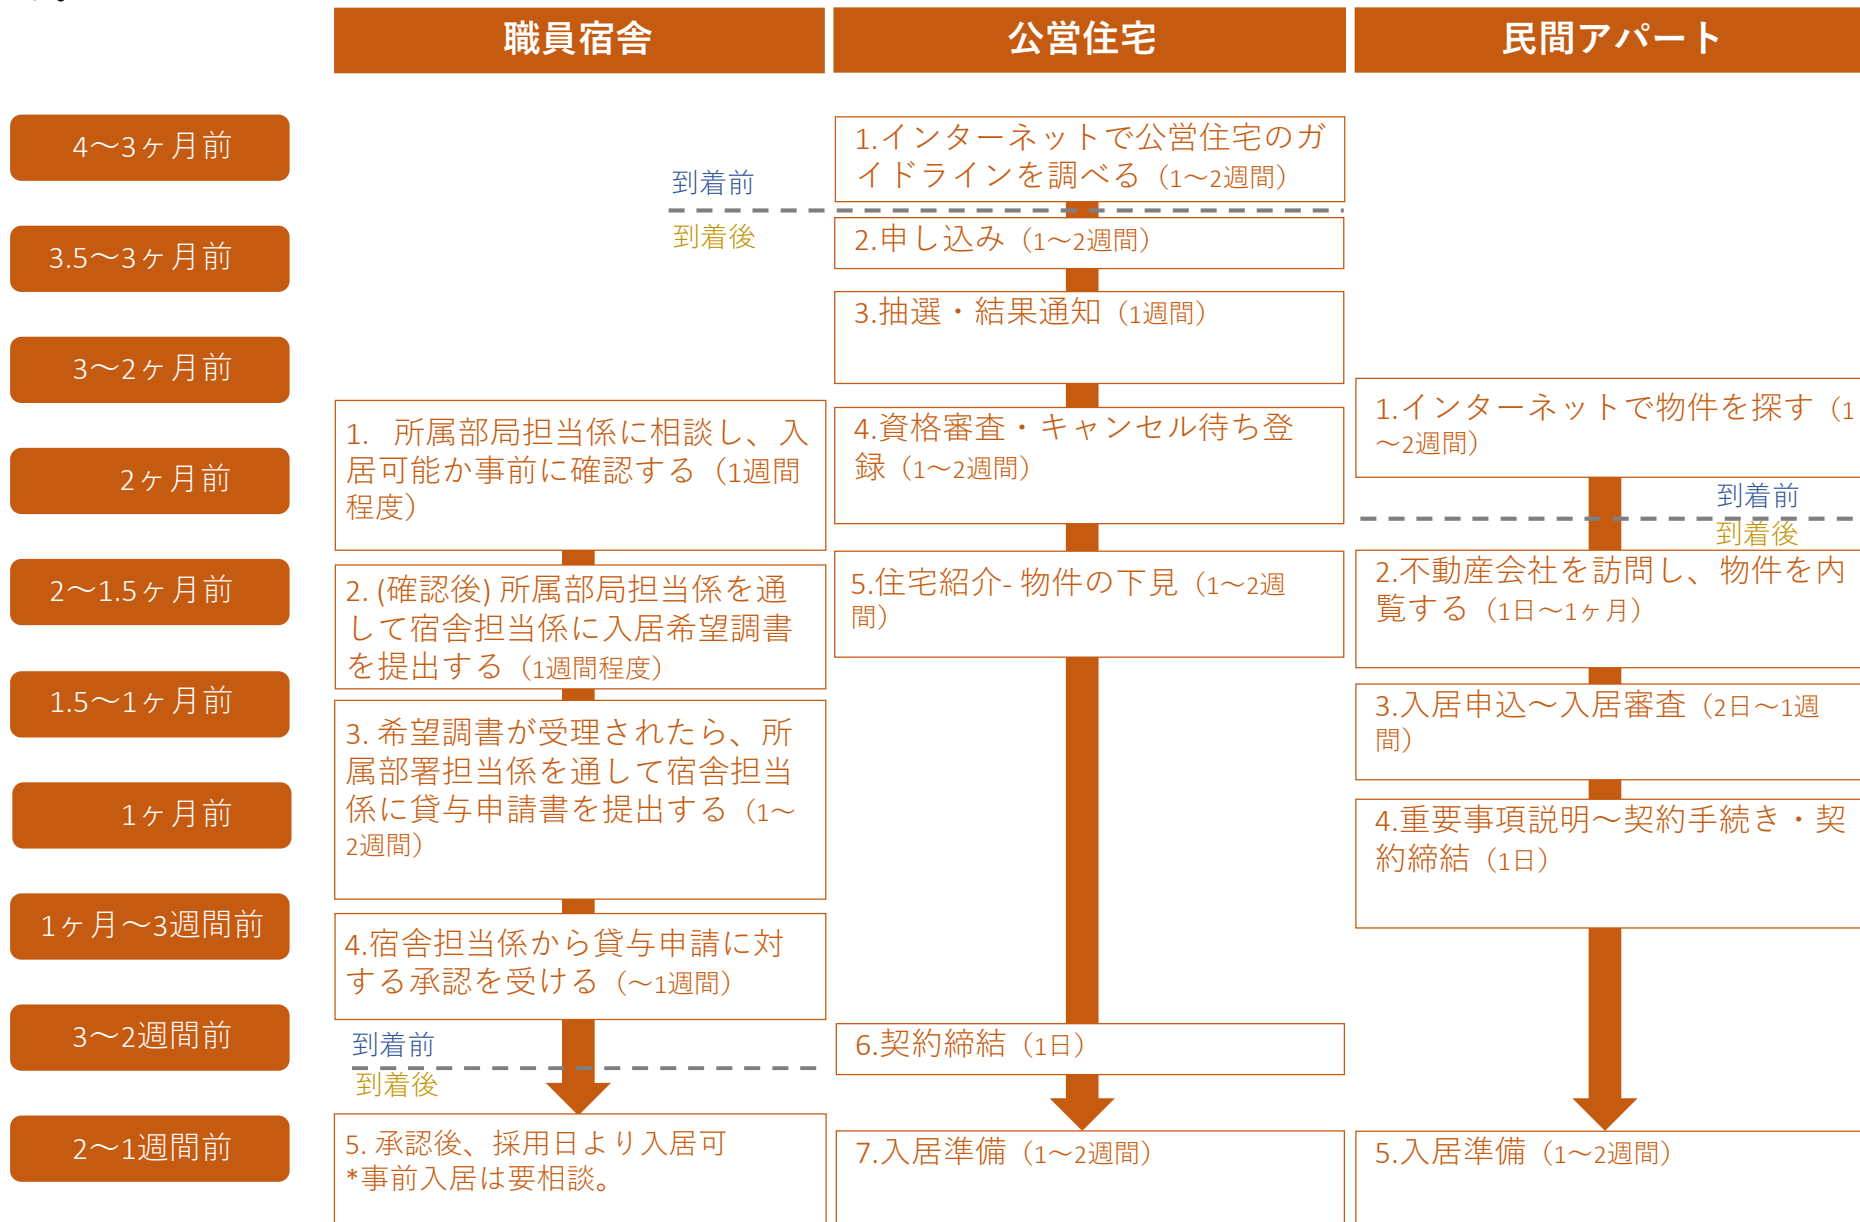 職員宿舎
公営住宅
民間アパート
4～3ヶ月前
3.5～3ヶ月前
3～2ヶ月前
2ヶ月前
2～1.5ヶ月前
1.5～1ヶ月前
1ヶ月前
1ヶ月～3週間前
3～2週間前
2～1週間前
1. 所属部局担当係に相談し、入
居可能か事前に確認する（1週間
程度）
2. (確認後) 所属部局担当係を通
して宿舎担当係に入居希望調書
を提出する（1週間程度）
3. 希望調書が受理されたら、所
属部署担当係を通して宿舎担当
係に貸与申請書を提出する（1～
2週間）
4.宿舎担当係から貸与申請に対
する承認を受ける（～1週間）
到着前
到着後
5. 承認後、採用日より入居可
*事前入居は要相談。
1.インターネットで公営住宅のガ
イドラインを調べる（1～2週間）
到着前
到着後
2.申し込み（1～2週間）
3.抽選・結果通知（1週間）
4.資格審査・キャンセル待ち登
録（1～2週間）
5.住宅紹介- 物件の下見（1～2週
間）
6.契約締結（1日）
7.入居準備（1～2週間）
1.インターネットで物件を探す（1
～2週間）
到着前
到着後
2.不動産会社を訪問し、物件を内
覧する（1日～1ヶ月）
3.入居申込～入居審査（2日～1週
間）
4.重要事項説明～契約手続き・契
約締結（1日）
5.入居準備（1～2週間）